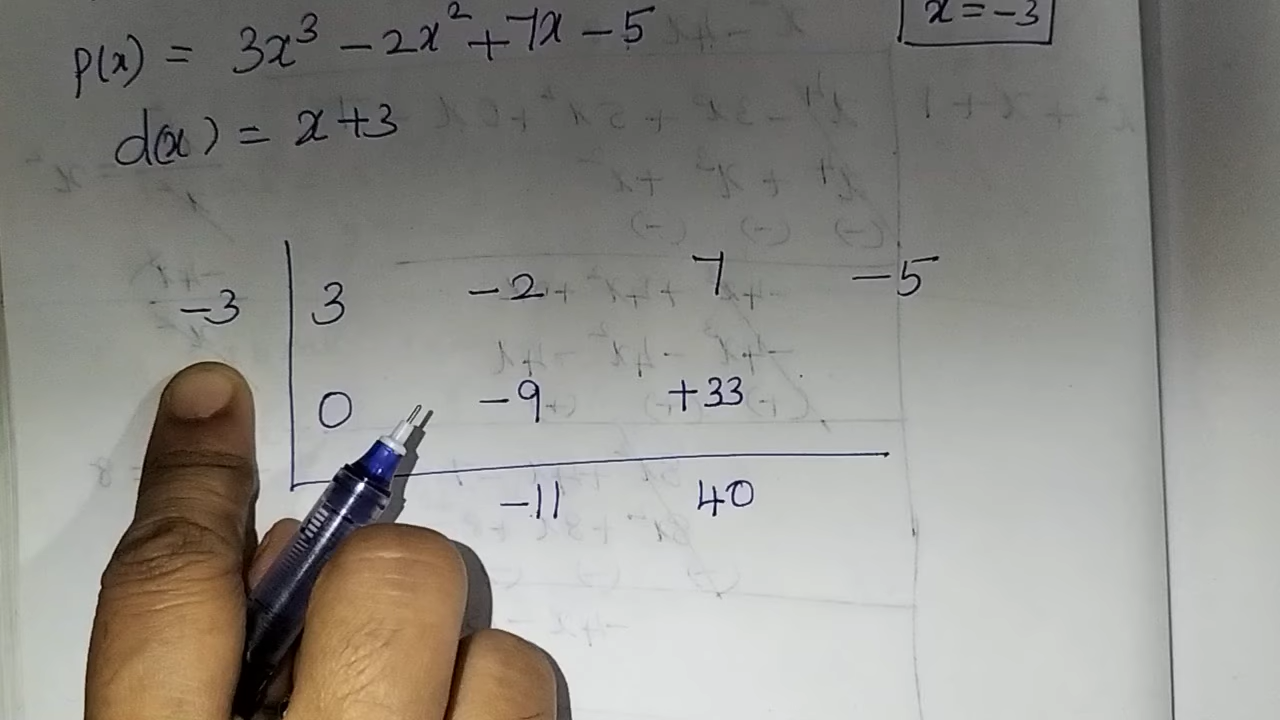 p(x) = 3x³ - 2x² + 7x - 5
x = -3
d(x) = x+3
-3 3 -2 7 -5
0 -9 +33
-11 40